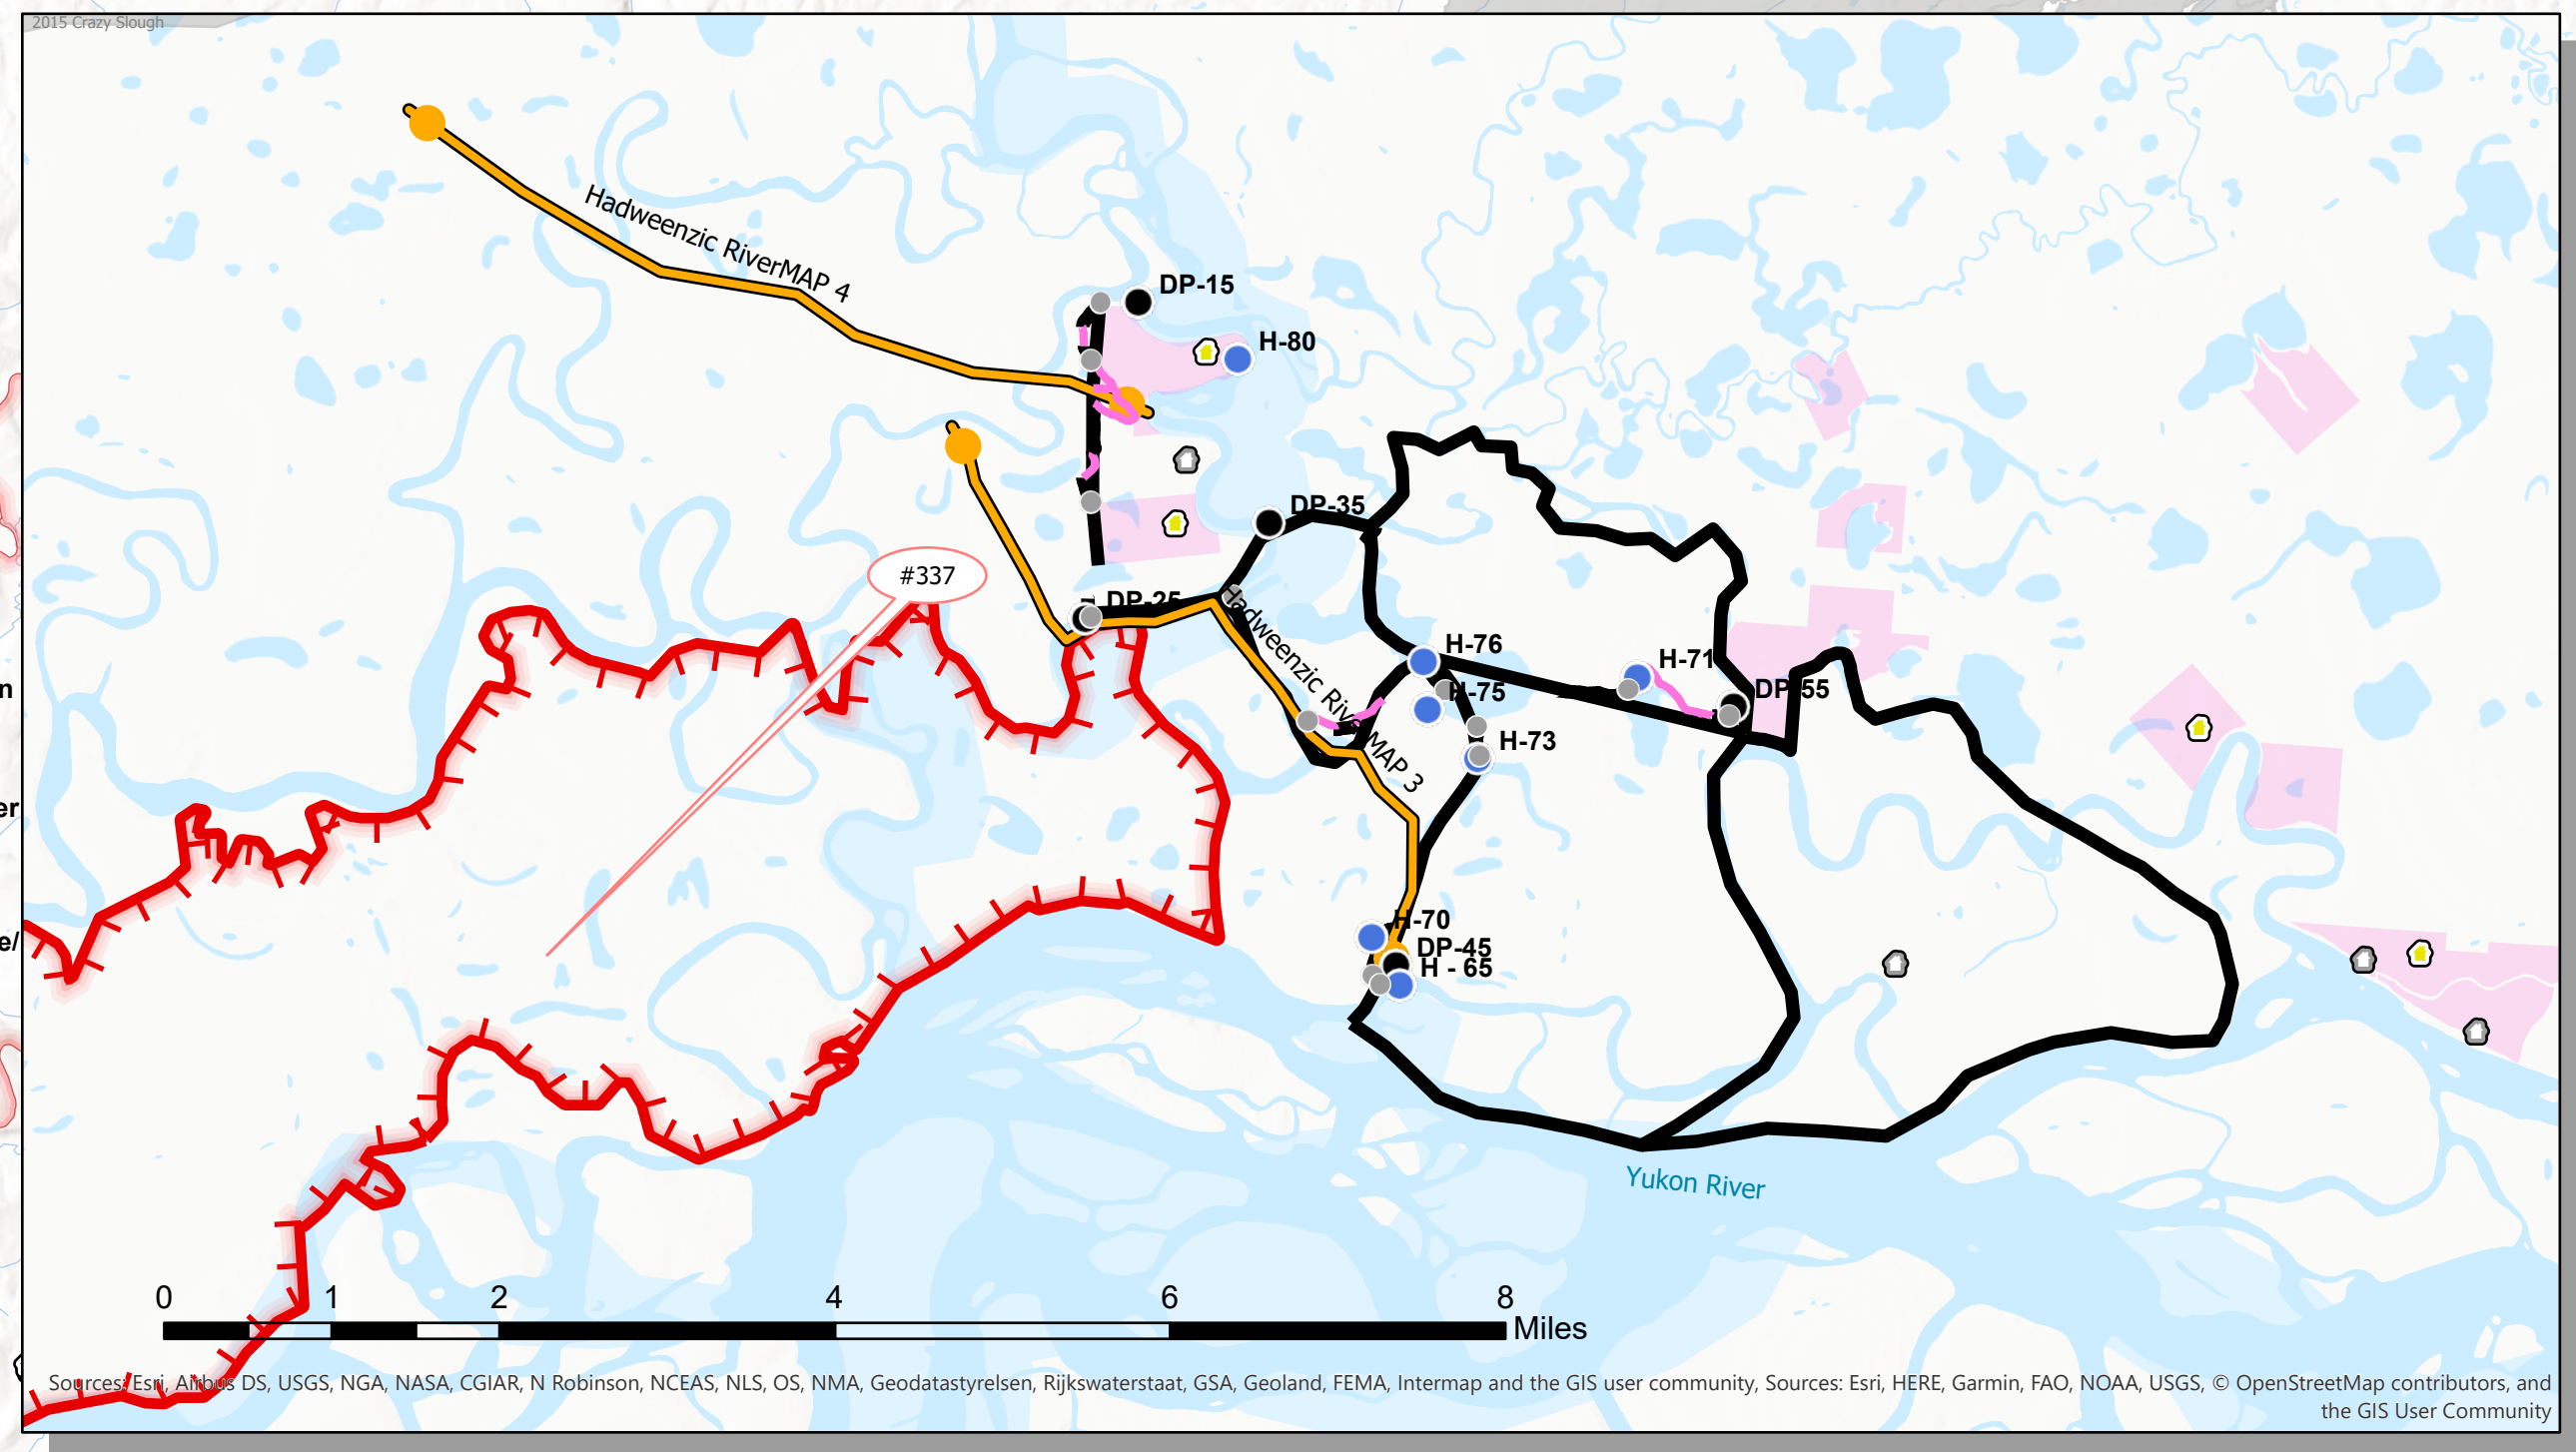 2015 Crazy Slough
Hadweenzic RiverMAP 4
DP-15
H-80
DP-35
#337
DP-25
Hadweenzic RiverMAP 3
H-76
H-71
n
H-75
DP-55
H-73
er
H-70
e/
DP-45
H - 65
Yukon River
0 1 2 4 6 8
Miles
Sources: Esri, Airbus DS, USGS, NGA, NASA, CGIAR, N Robinson, NCEAS, NLS, OS, NMA, Geodatastyrelsen, Rijkswaterstaat, GSA, Geoland, FEMA, Intermap and the GIS user community, Sources: Esri, HERE, Garmin, FAO, NOAA, USGS, © OpenStreetMap contributors, and
the GIS User Community